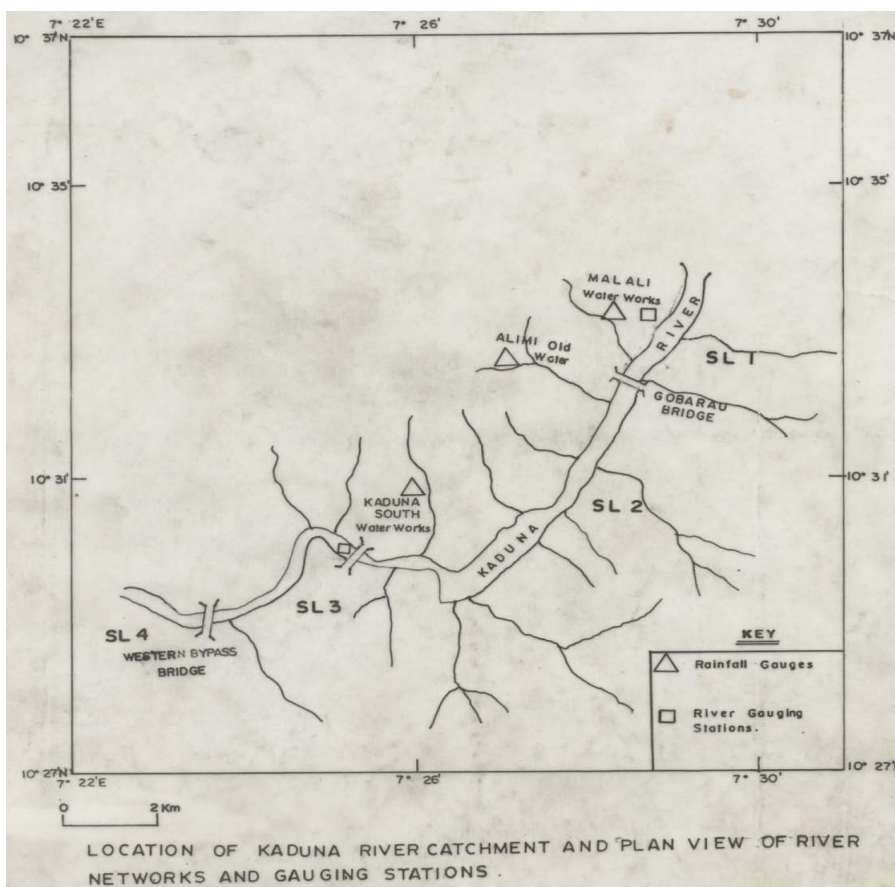 7° 22'E
7° 26'
7° 30'
10° 37'N
10° 37'N
10° 35'
10° 35'
MALALI
Water Works
RIVER
ALIMI Old
Water
SL 1
GOBARAU
BRIDGE
10° 31'
10° 31'
KADUNA
SOUTH
Water Works
KADUNA
SL 2
SL 3
SL 4
WESTERN BYPASS
BRIDGE
KEY
Rainfall Gauges
River Gauging
Stations.
10° 27'N
10° 27'
7° 22'E
7° 26'
7° 30'
0 2 Km
LOCATION OF KADUNA RIVER CATCHMENT AND PLAN VIEW OF RIVER
NETWORKS AND GAUGING STATIONS.